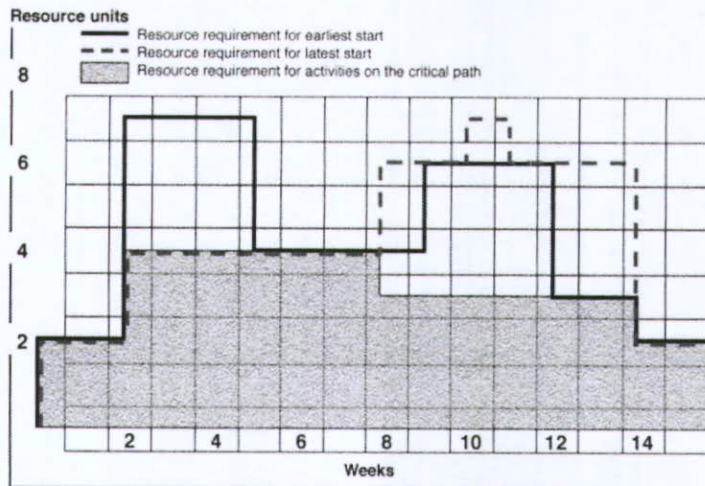 Resource units
Resource requirement for earliest start
Resource requirement for latest start
Resource requirement for activities on the critical path
8
6
4
2
2 4 6 8 10 12 14
Weeks